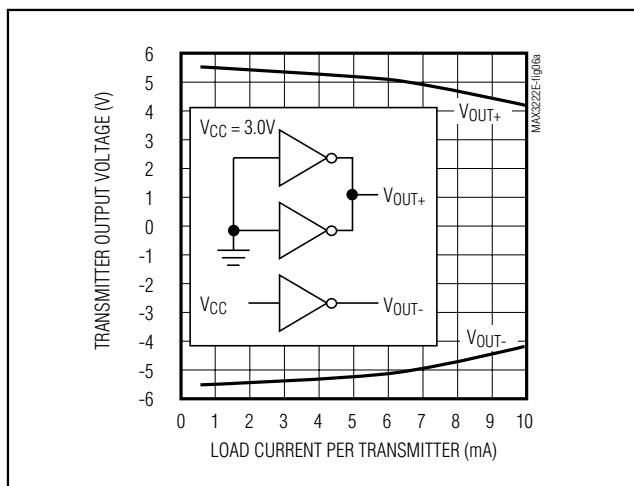 TRANSMITTER OUTPUT VOLTAGE (V)
6
5
4
3
2
1
0
-1
-2
-3
-4
-5
-6
VCC = 3.0V
VOUT+
VOUT+
VCC
VOUT-
VOUT-
MAX3222E-fig06a
0 1 2 3 4 5 6 7 8 9 10
LOAD CURRENT PER TRANSMITTER (mA)